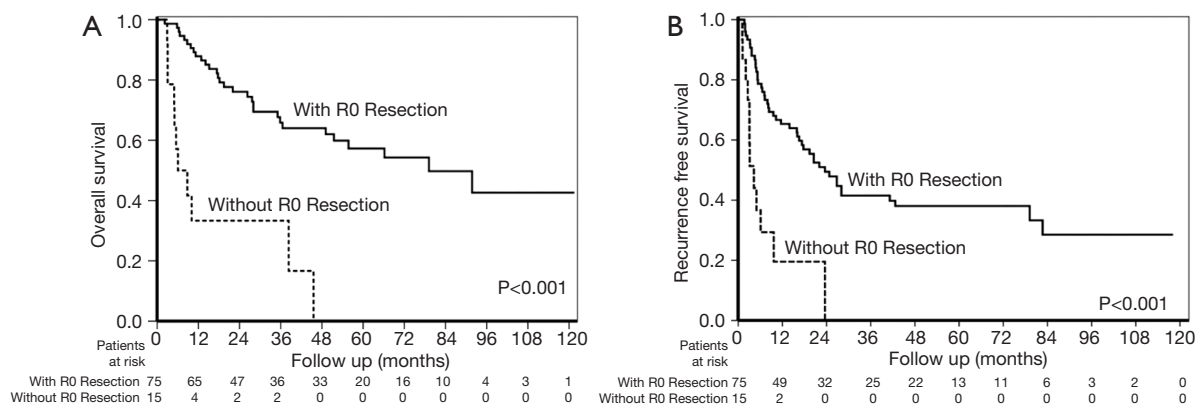 A
Overall survival
1.0
0.8
0.6
0.4
0.2
0.0
With R0 Resection
Without R0 Resection
P<0.001
0 12 24 36 48 60 72 84 96 108 120
Follow up (months)
Patients
at risk
With R0 Resection 75 65 47 36 33 20 16 10 4 3 1
Without R0 Resection 15 4 2 2 0 0 0 0 0 0 0
B
Recurrence free survival
1.0
0.8
0.6
0.4
0.2
0.0
With R0 Resection
Without R0 Resection
P<0.001
0 12 24 36 48 60 72 84 96 108 120
Follow up (months)
Patients
at risk
With R0 Resection 75 49 32 25 22 13 11 6 3 2 0
Without R0 Resection 15 2 0 0 0 0 0 0 0 0 0